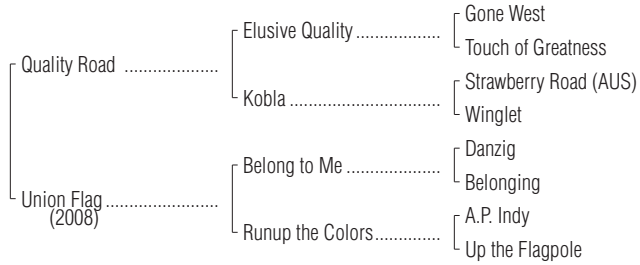 Gone West
Elusive Quality ..................
Touch of Greatness
Quality Road ....................
Strawberry Road (AUS)
Kobla ................................
Winglet
Danzig
Belong to Me ....................
Belonging
Union Flag ........................
(2008)
A.P. Indy
Runup the Colors..............
Up the Flagpole